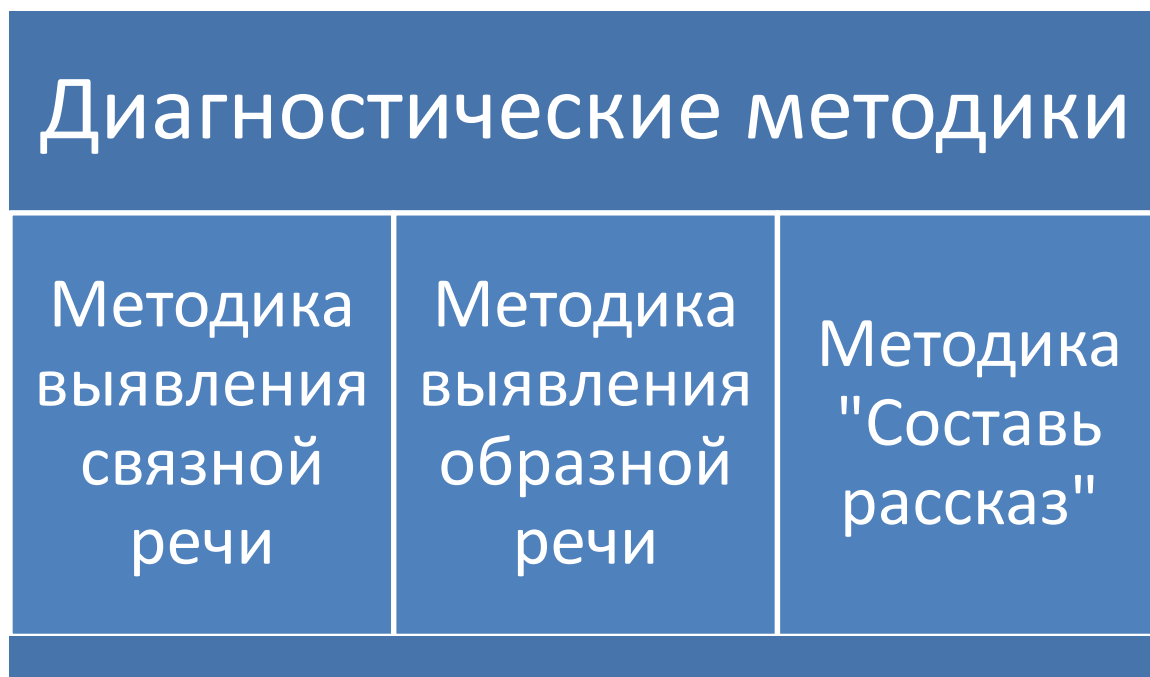 Диагностические методики
Методика
выявления
связной
речи
Методика
выявления
образной
речи
Методика
"Составь
рассказ"